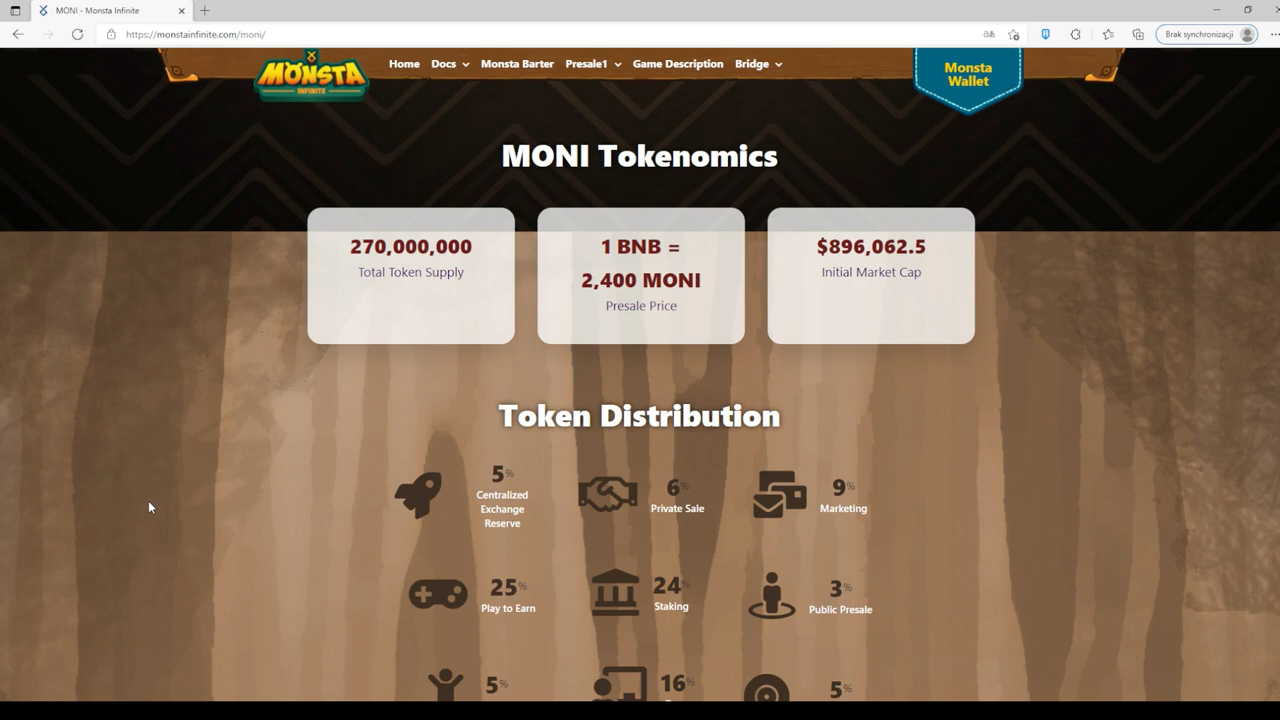 MONI - Monsta Infinite
https://monstainfinite.com/moni/
Brak synchronizacji
MONSTA
INFINITE
Home
Docs
Monsta Barter
Presale1
Game Description
Bridge
Monsta
Wallet
MONI Tokenomics
270,000,000
Total Token Supply
1 BNB =
2,400 MONI
Presale Price
$896,062.5
Initial Market Cap
Token Distribution
5%
Centralized
Exchange
Reserve
6%
Private Sale
9%
Marketing
25%
Play to Earn
24%
Staking
3%
Public Presale
5%
16%
5%